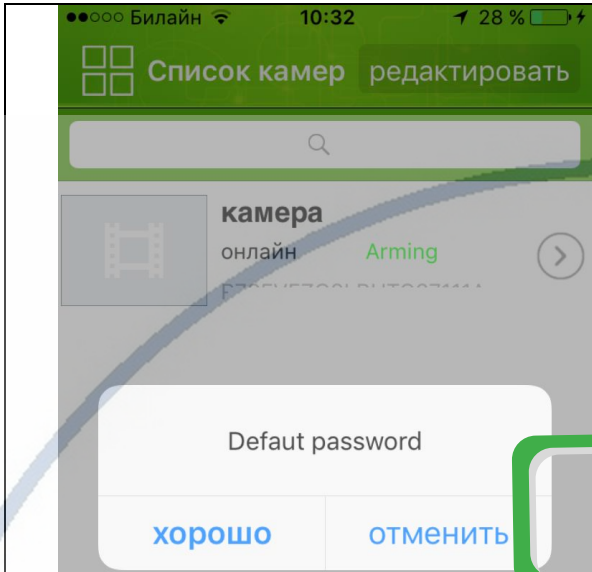 Билайн 10:32 28 %
Список камер редактировать
камера
онлайн Arming
Defaut password
хорошо отменить